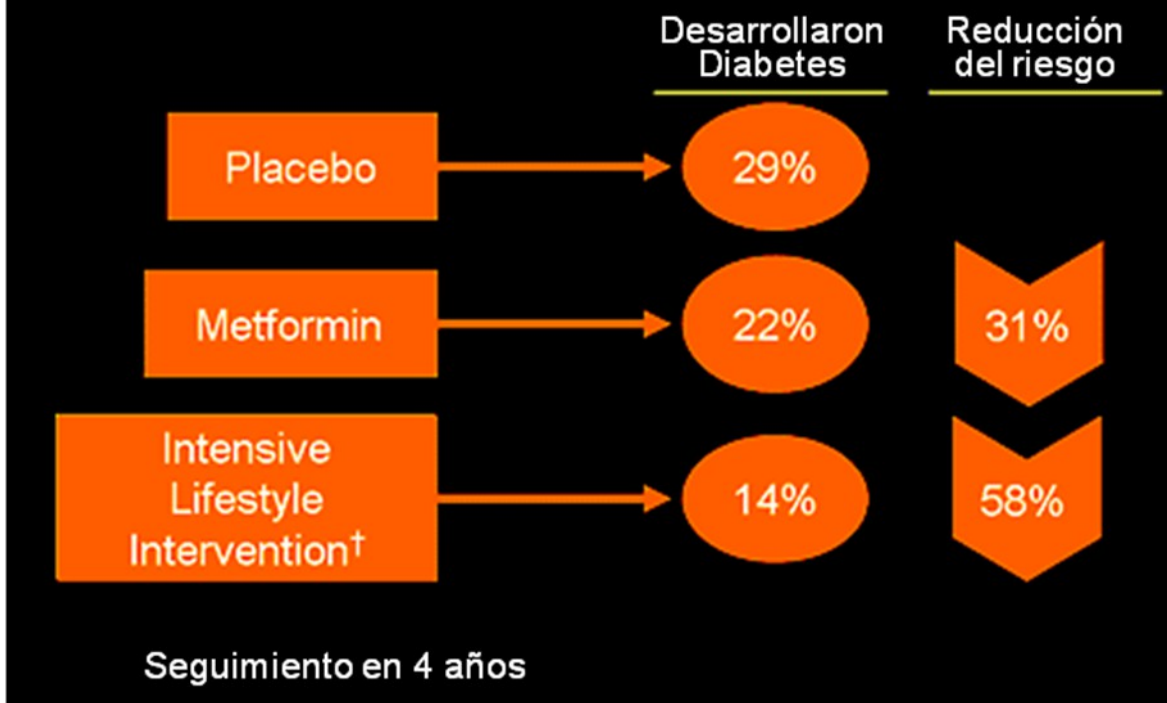 Desarrollaron
Diabetes
Reducción
del riesgo
Placebo
29%
Metformin
22%
31%
Intensive
Lifestyle
Intervention†
14%
58%
Seguimiento en 4 años